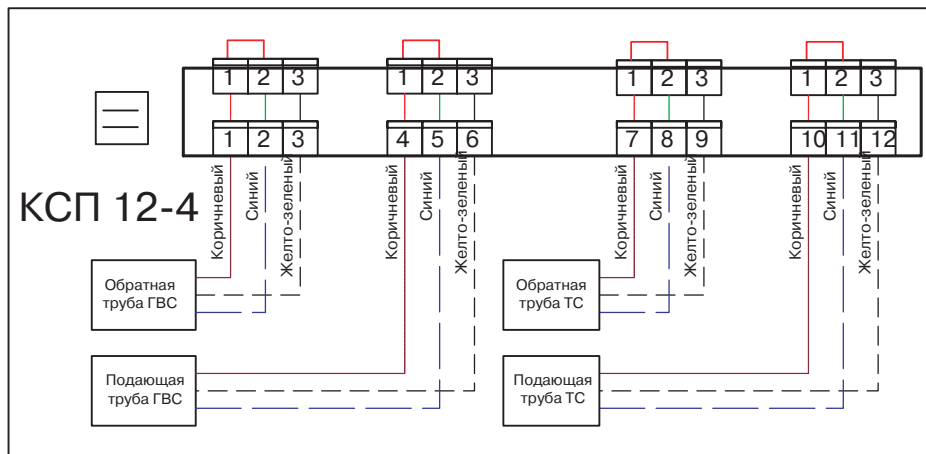 1 2 3 1 2 3 1 2 3 1 2 3
1 2 3 4 5 6 7 8 9 10 11 12
КСП 12-4
Коричневый
Синий
Желто-зеленый
Коричневый
Синий
Желто-зеленый
Коричневый
Синий
Желто-зеленый
Коричневый
Синий
Желто-зеленый
Обратная
труба ГВС
Обратная
труба ТС
Подающая
труба ГВС
Подающая
труба ТС